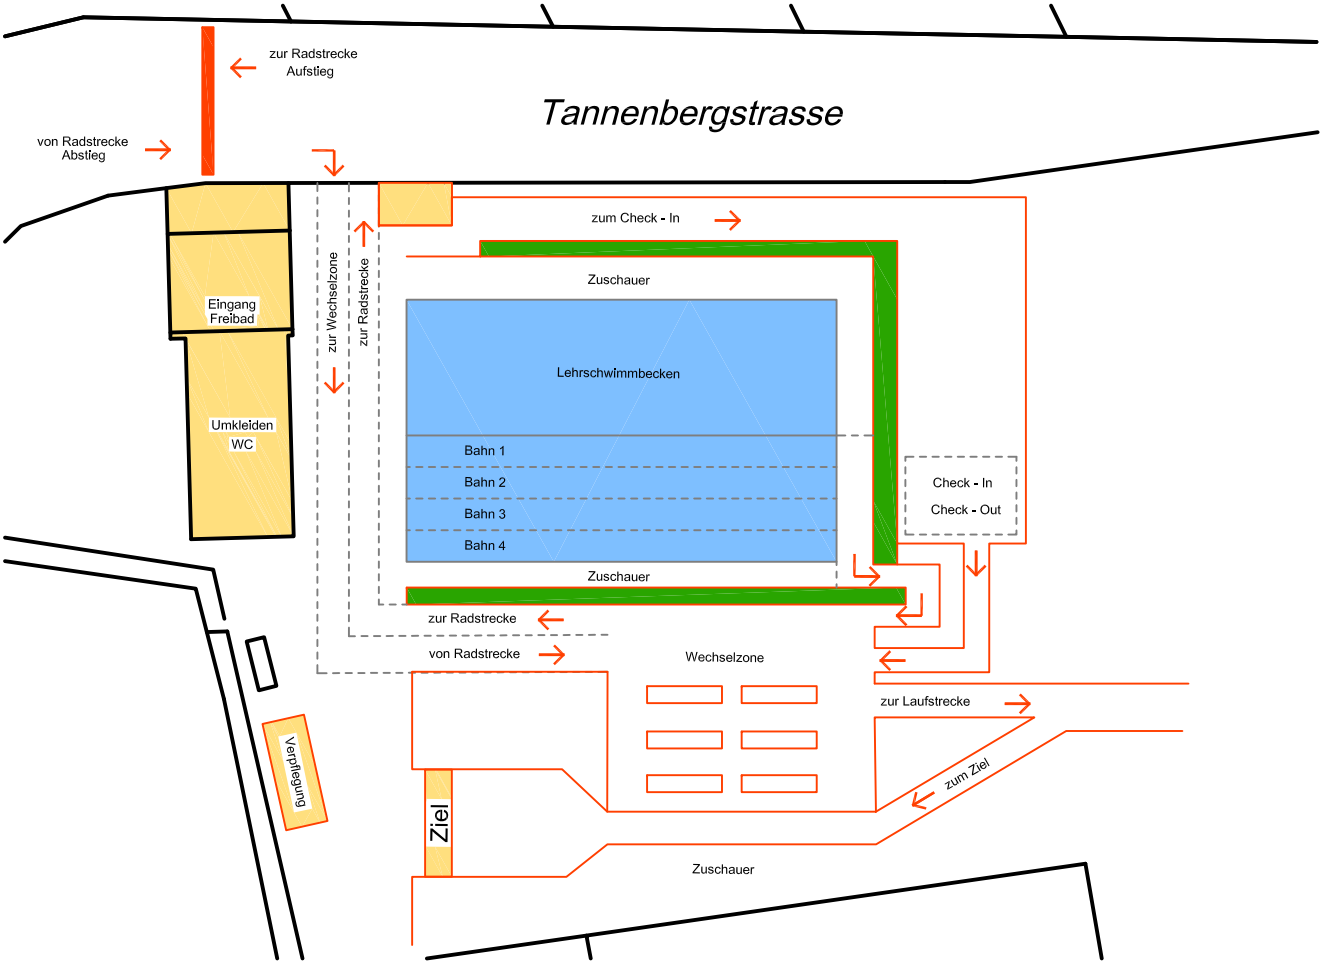 zur Radstrecke
Aufstieg
Tannenbergstrasse
von Radstrecke
Abstieg
zum Check - In
Zuschauer
zur Wechselzone
zur Radstrecke
Eingang
Freibad
Lehrschwimmbecken
Umkleiden
WC
Bahn 1
Bahn 2
Bahn 3
Bahn 4
Check - In
Check - Out
Zuschauer
zur Radstrecke
von Radstrecke
Wechselzone
zur Laufstrecke
Verpflegung
zum Ziel
Ziel
Zuschauer